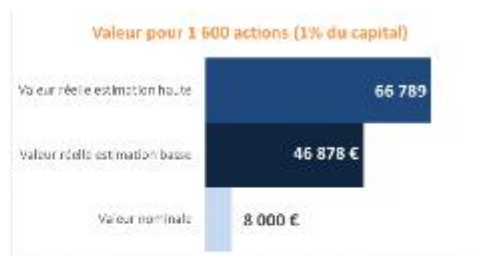 Valeur pour 1 600 actions (1% du capital)
Valeur réelle estimation haute
66 789
Valeur réelle estimation basse
46 878 €
Valeur nominale
8 000 €